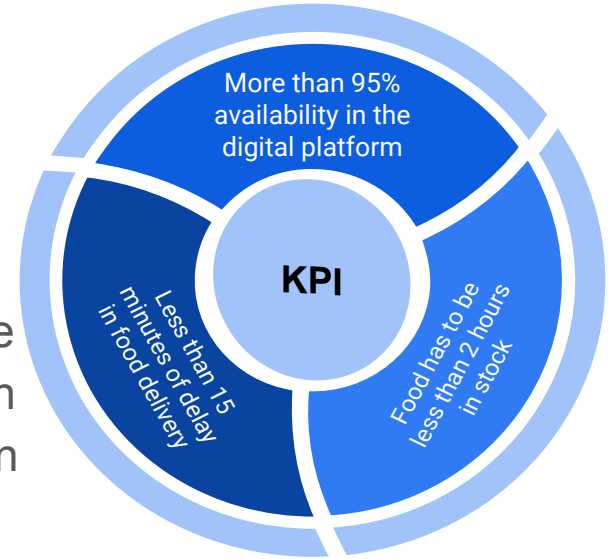 More than 95%
availability in the
digital platform
KPI
Food has to be
less than 2 hours
in stock
Less than 15
minutes of delay
in food delivery
e
n
n